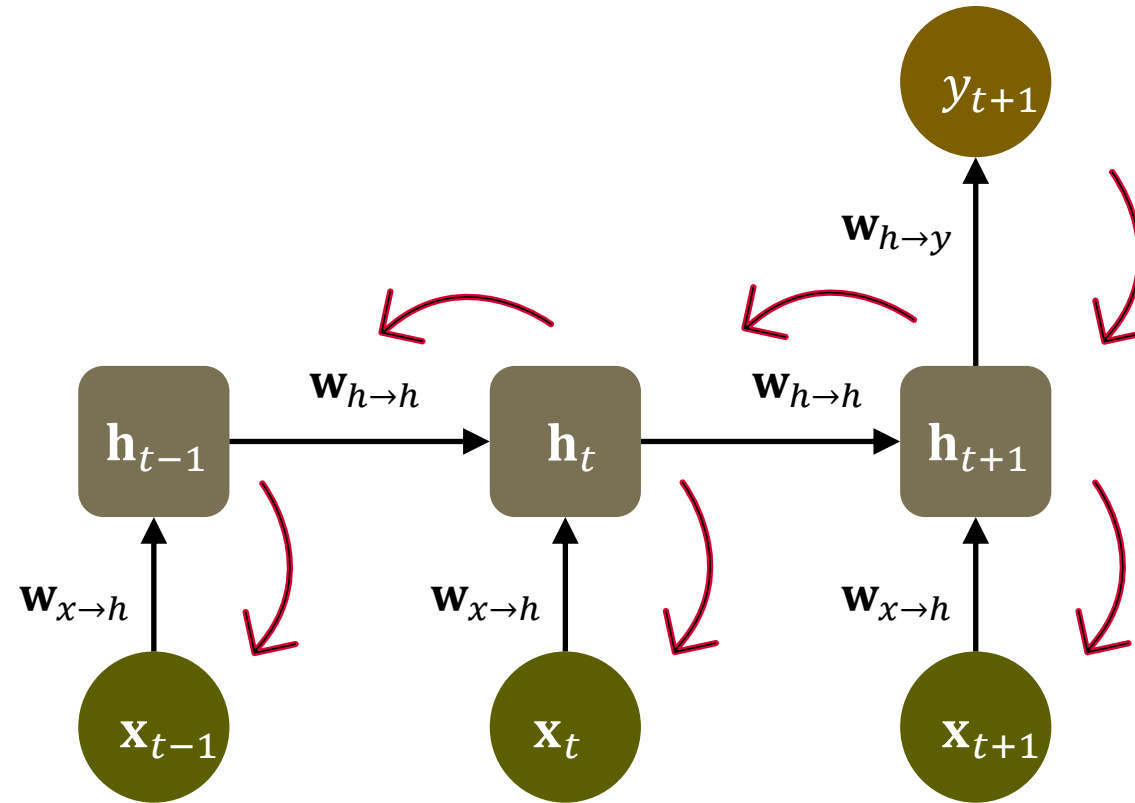 y_{t+1}
w_{h→y}
w_{h→h} w_{h→h}
h_{t−1} h_t h_{t+1}
w_{x→h} w_{x→h} w_{x→h}
x_{t−1} x_t x_{t+1}